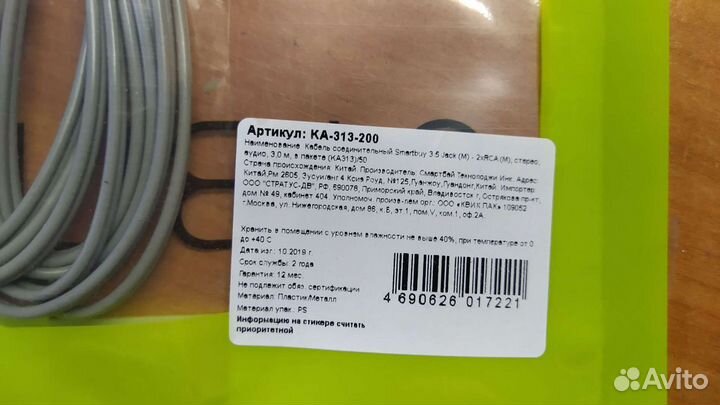 Артикул: KA-313-200
Наименование: Кабель соединительный Smartbuy 3.5 Jack (M) - 2xRCA (M), стерео,
аудио, 3.0 м, в пакете (KA313)/50
Страна происхождения: Китай. Производитель: Смартбай Текнолоджи Инк. Адрес:
Китай,Рм 2605, Зусуианг 4 Ксиа Роуд, №125,Гуанжоу,Гуандонг,Китай. Импортер
ООО "СТРАТУС-ДВ", РФ, 690078, Приморский край, Владивосток г, Острякова пр-кт,
дом № 49, кабинет 404. Уполномоч. произв-лем орг.: ООО «КВИК ПАК» 109052
г.Москва, ул. Нижегородская, дом 86, к.Б, эт.1, пом.V, ком.1, оф.2А.
Хранить в помещении с уровнем влажности не выше 40%, при температуре от 0
до +40 С
Дата изг: 10.2019 г.
Срок службы: 2 года
Гарантия: 12 мес.
Не подлежит обяз. сертификации
Материал: Пластик/Металл
Материал упак.: PS
Информацию на стикере считать
приоритетной
4 690626 017221
Avito